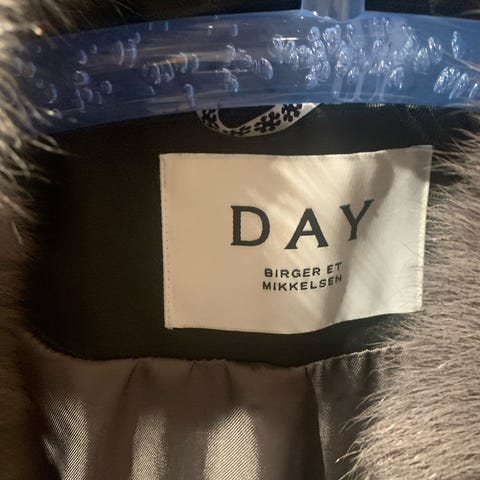 DAY
BIRGER ET
MIKKELSEN